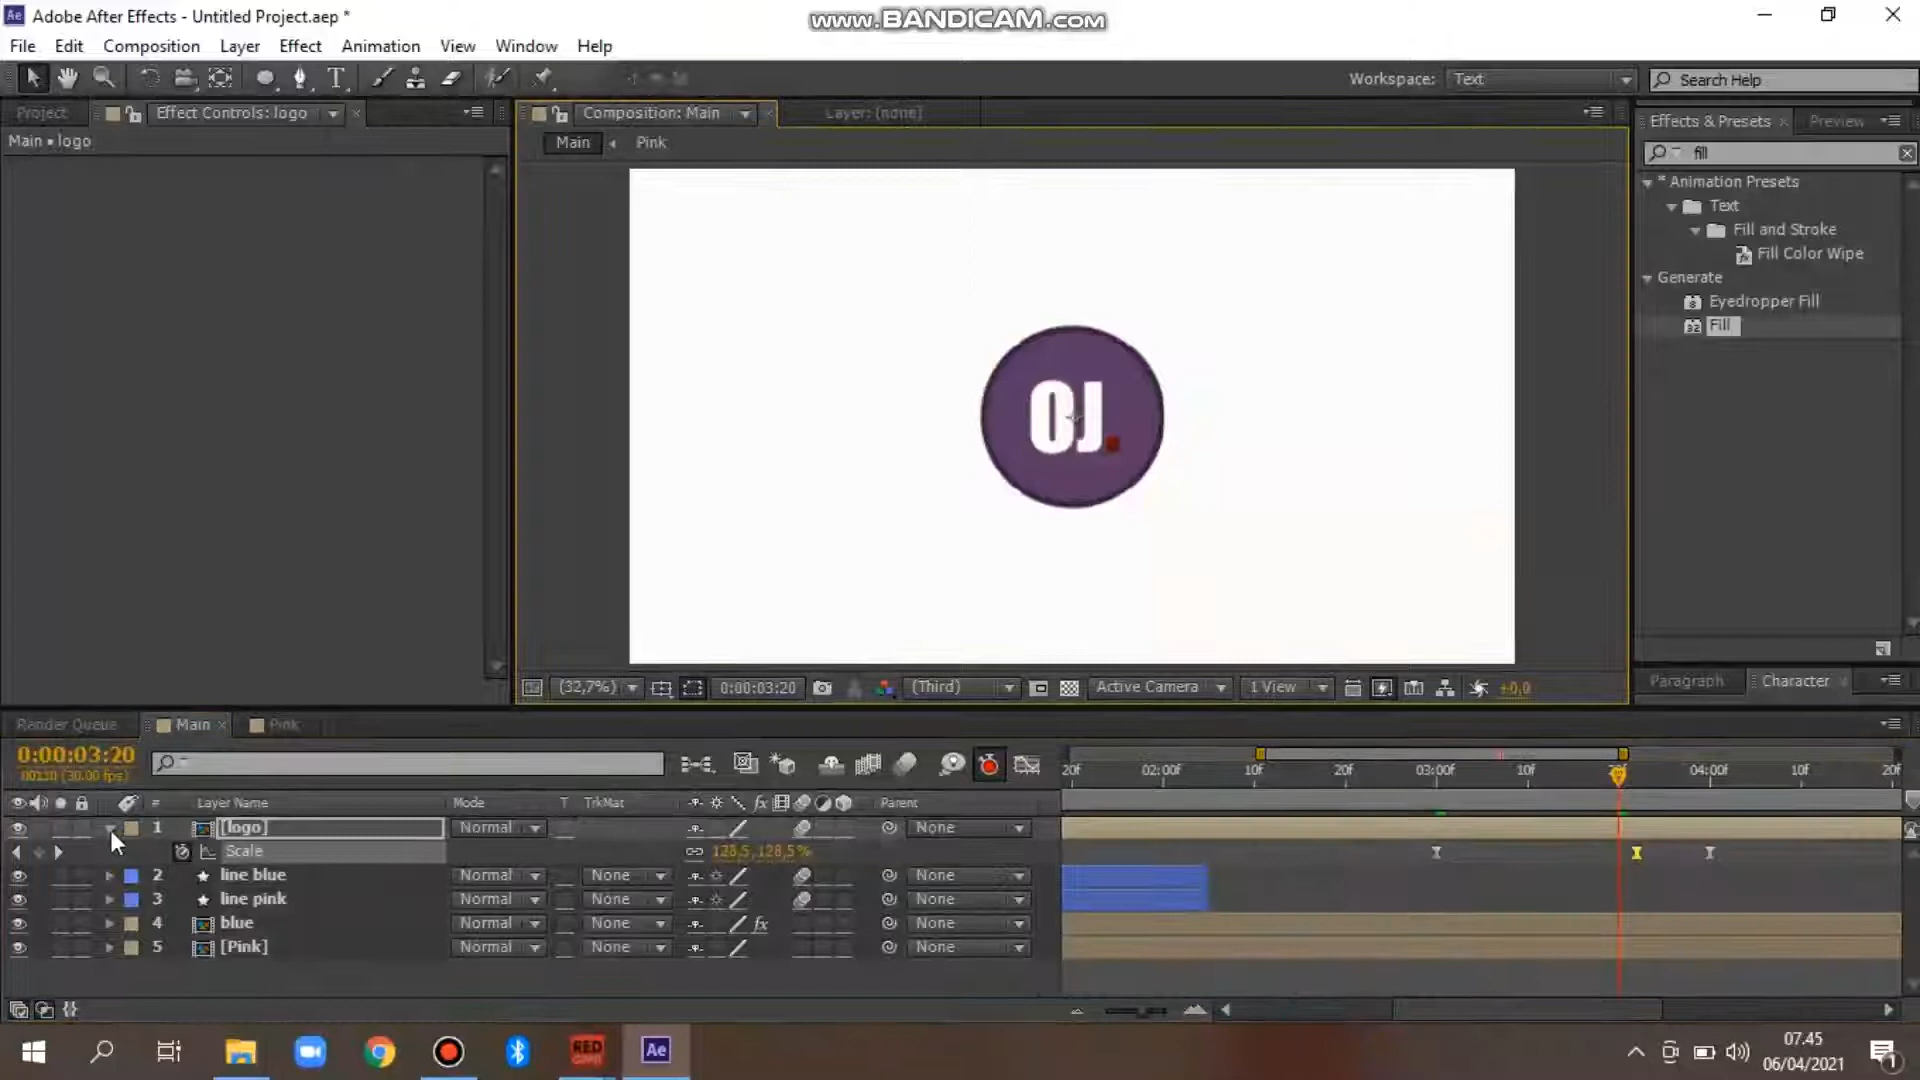 Ae Adobe After Effects - Untitled Project.aep *
www.BANDICAM.com
File Edit Composition Layer Effect Animation View Window Help
Workspace: Text
Search Help
Project
Effect Controls: logo
Composition: Main
Layer: (none)
Effects & Presets
Preview
Main • logo
Main
Pink
fill
* Animation Presets
Text
Fill and Stroke
Fill Color Wipe
Generate
Eyedropper Fill
Fill
OJ.
(32,7%)
0:00:03:20
(Third)
Active Camera
1 View
+0,0
Paragraph
Character
Render Queue
Main
Pink
0:00:03:20
(30.00 fps)
20f 02:00f 10f 20f 03:00f 10f 04:00f 10f 20f
# Layer Name Mode T TrkMat fx Parent
1 [logo] Normal None
Scale 128,5,128,5%
2 line blue Normal None None
3 line pink Normal None None
4 blue Normal None fx None
5 [Pink] Normal None None
RED
Ae
07.45
06/04/2021
1